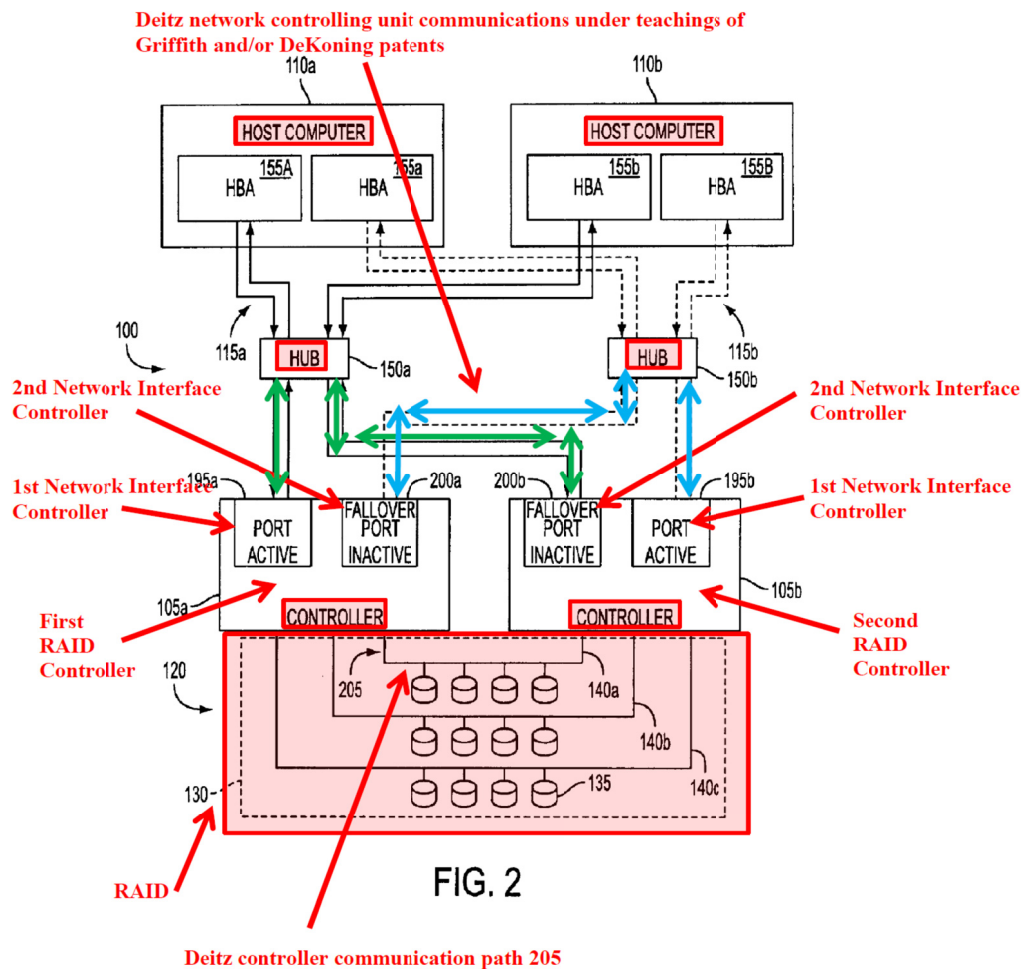 Deitz network controlling unit communications under teachings of
Griffith and/or DeKoning patents
110a
110b
HOST COMPUTER
HOST COMPUTER
155A
HBA
155a
HBA
155b
HBA
155B
HBA
100
115a
HUB
150a
HUB
115b
150b
2nd Network Interface
Controller
2nd Network Interface
Controller
195a
200a
200b
195b
1st Network Interface
Controller
1st Network Interface
Controller
PORT
ACTIVE
FALLOVER
PORT
INACTIVE
FALLOVER
PORT
INACTIVE
PORT
ACTIVE
105a
105b
CONTROLLER
CONTROLLER
First
RAID
Controller
Second
RAID
Controller
120
205
140a
140b
140c
130
135
RAID
FIG. 2
Deitz controller communication path 205